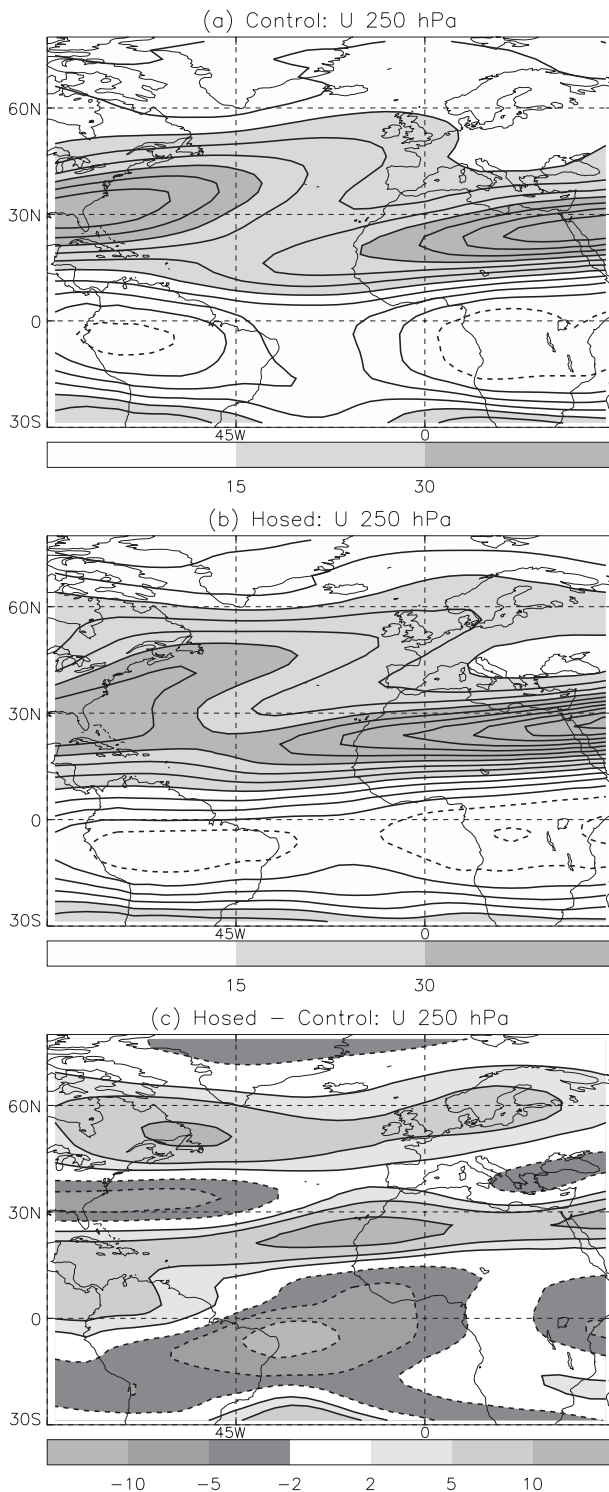 (a) Control: U 250 hPa
60N
30N
0
30S
45W 0
15 30
(b) Hosed: U 250 hPa
60N
30N
0
30S
45W 0
15 30
(c) Hosed − Control: U 250 hPa
60N
30N
0
30S
45W 0
−10 −5 −2 2 5 10